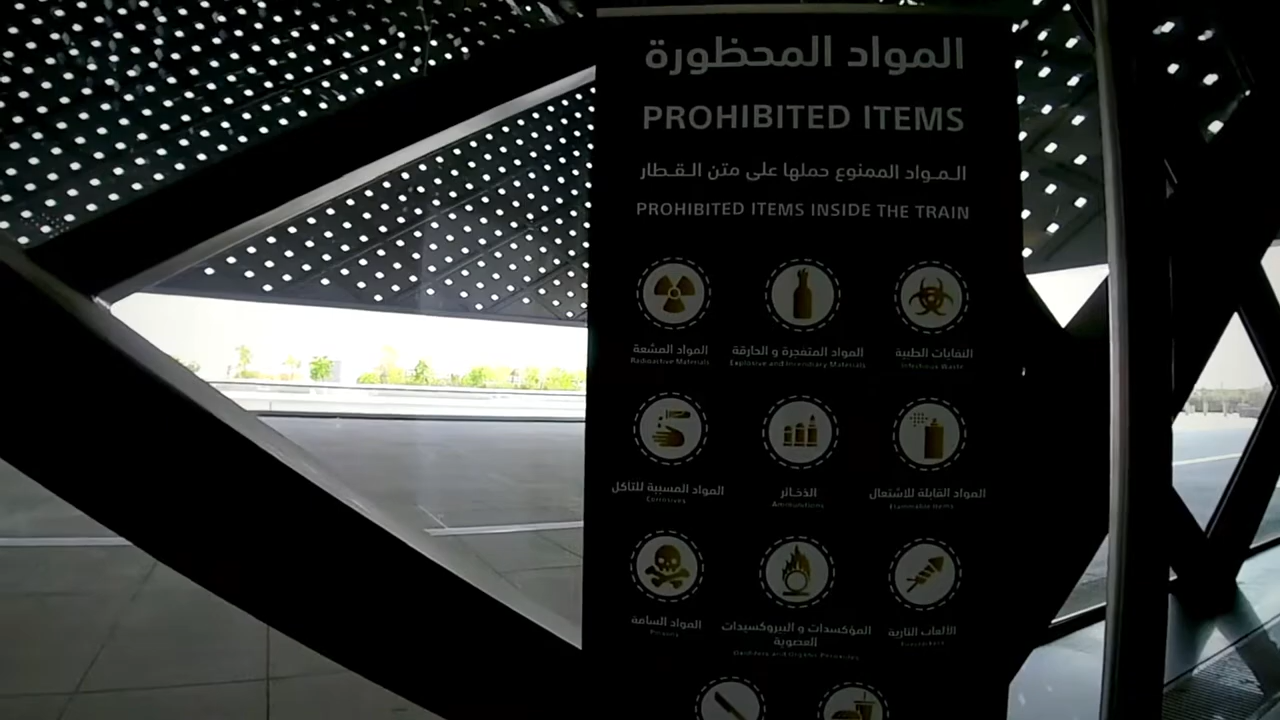 المواد المحظورة
PROHIBITED ITEMS
المواد الممنوع حملها على متن القطار
PROHIBITED ITEMS INSIDE THE TRAIN
المواد المشعة
Radioactive Materials
المواد المتفجرة و الحارقة
Explosive and Incendiary Materials
النفايات الطبية
Infectious Waste
المواد المسببة للتآكل
Corrosives
الذخائر
Ammunitions
المواد القابلة للاشتعال
Flammable Items
المواد السامة
Poisons
المؤكسدات و البيروكسيدات
العضوية
Oxidizers and Organic Peroxides
الألعاب النارية